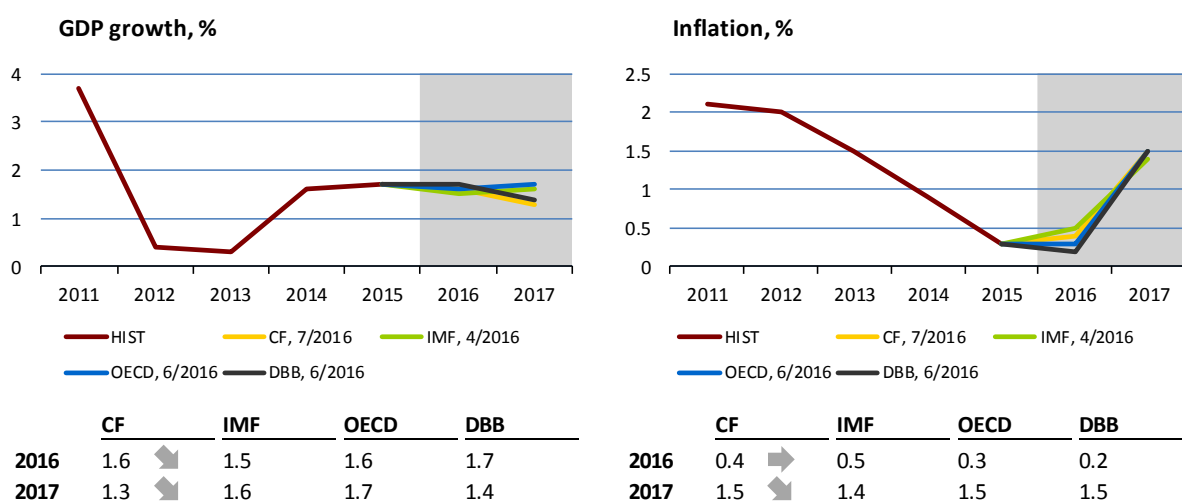 GDP growth, %
4
3
2
1
0
2011 2012 2013 2014 2015 2016 2017
HIST CF, 7/2016 IMF, 4/2016
OECD, 6/2016 DBB, 6/2016
CF IMF OECD DBB
2016 1.6 1.5 1.6 1.7
2017 1.3 1.6 1.7 1.4
Inflation, %
2.5
2
1.5
1
0.5
0
2011 2012 2013 2014 2015 2016 2017
HIST CF, 7/2016 IMF, 4/2016
OECD, 6/2016 DBB, 6/2016
CF IMF OECD DBB
2016 0.4 0.5 0.3 0.2
2017 1.5 1.4 1.5 1.5